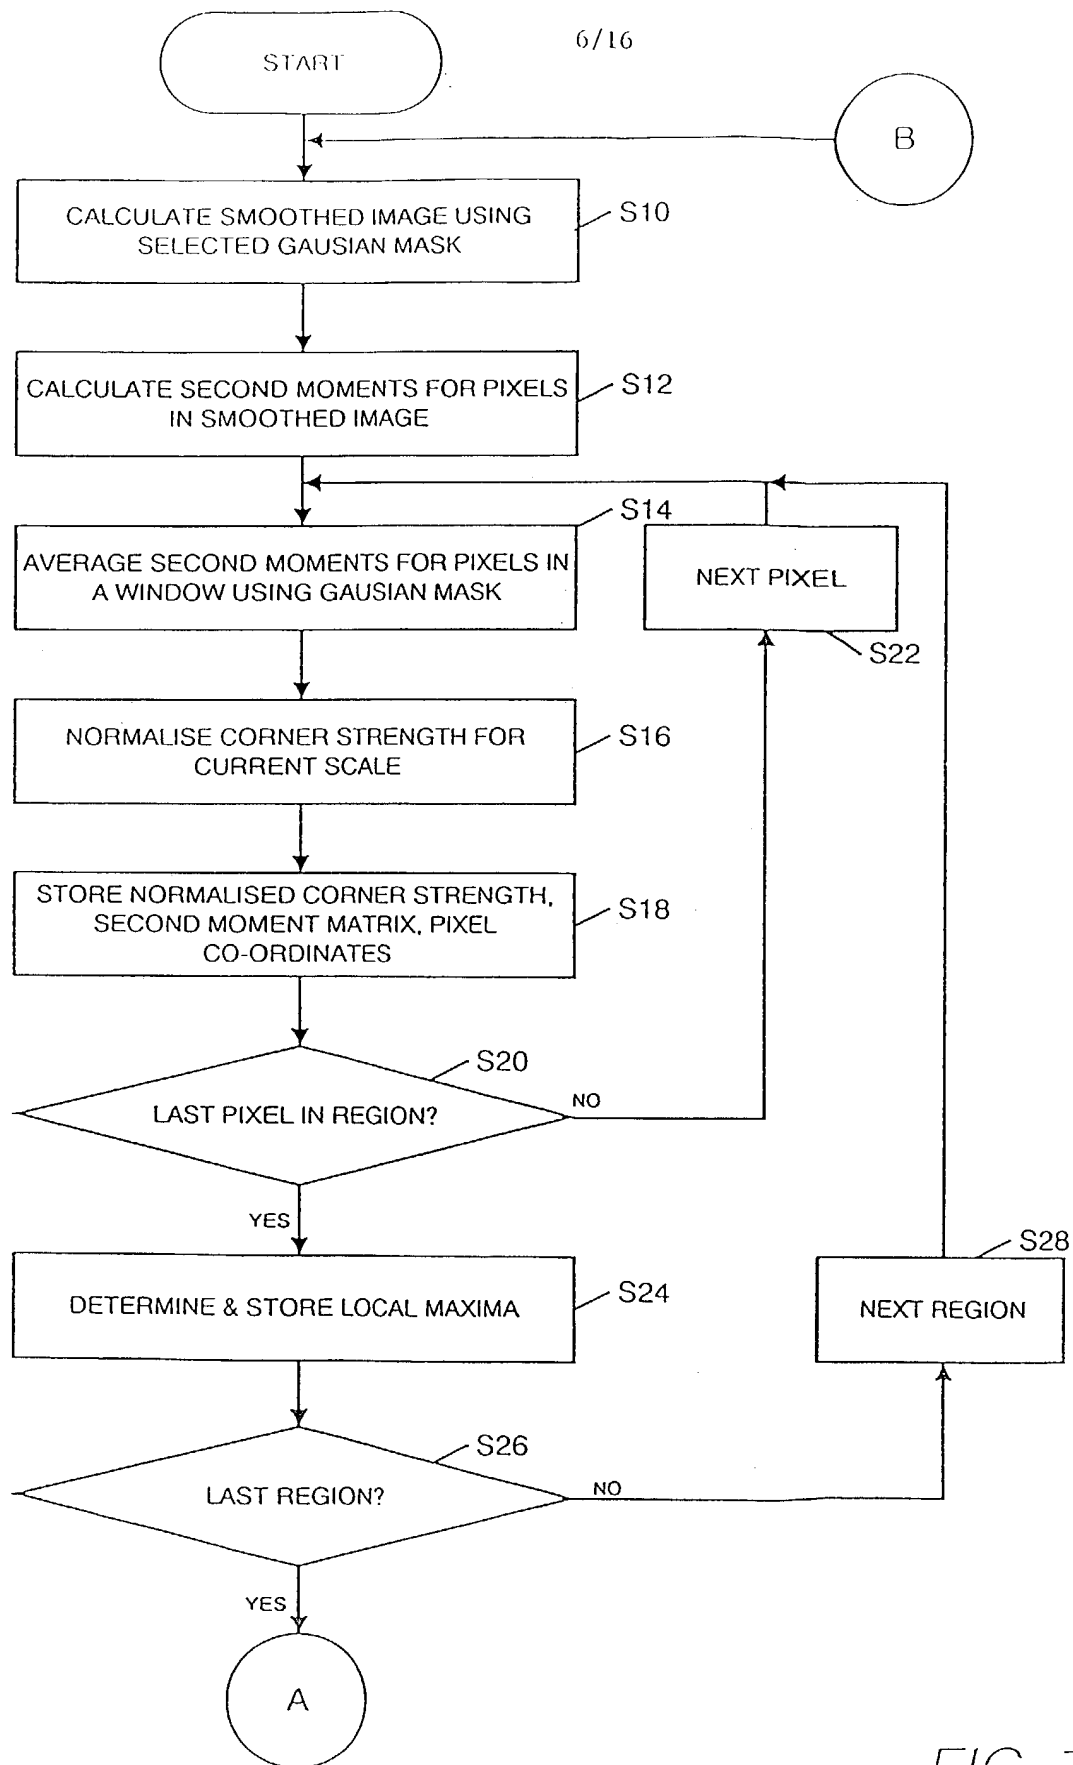 6/16
START
B
CALCULATE SMOOTHED IMAGE USING
SELECTED GAUSIAN MASK
S10
CALCULATE SECOND MOMENTS FOR PIXELS
IN SMOOTHED IMAGE
S12
AVERAGE SECOND MOMENTS FOR PIXELS IN
A WINDOW USING GAUSIAN MASK
S14
NEXT PIXEL
S22
NORMALISE CORNER STRENGTH FOR
CURRENT SCALE
S16
STORE NORMALISED CORNER STRENGTH,
SECOND MOMENT MATRIX, PIXEL
CO-ORDINATES
S18
S20
LAST PIXEL IN REGION?
NO
YES
DETERMINE & STORE LOCAL MAXIMA
S24
S28
NEXT REGION
S26
LAST REGION?
NO
YES
A
FIG.